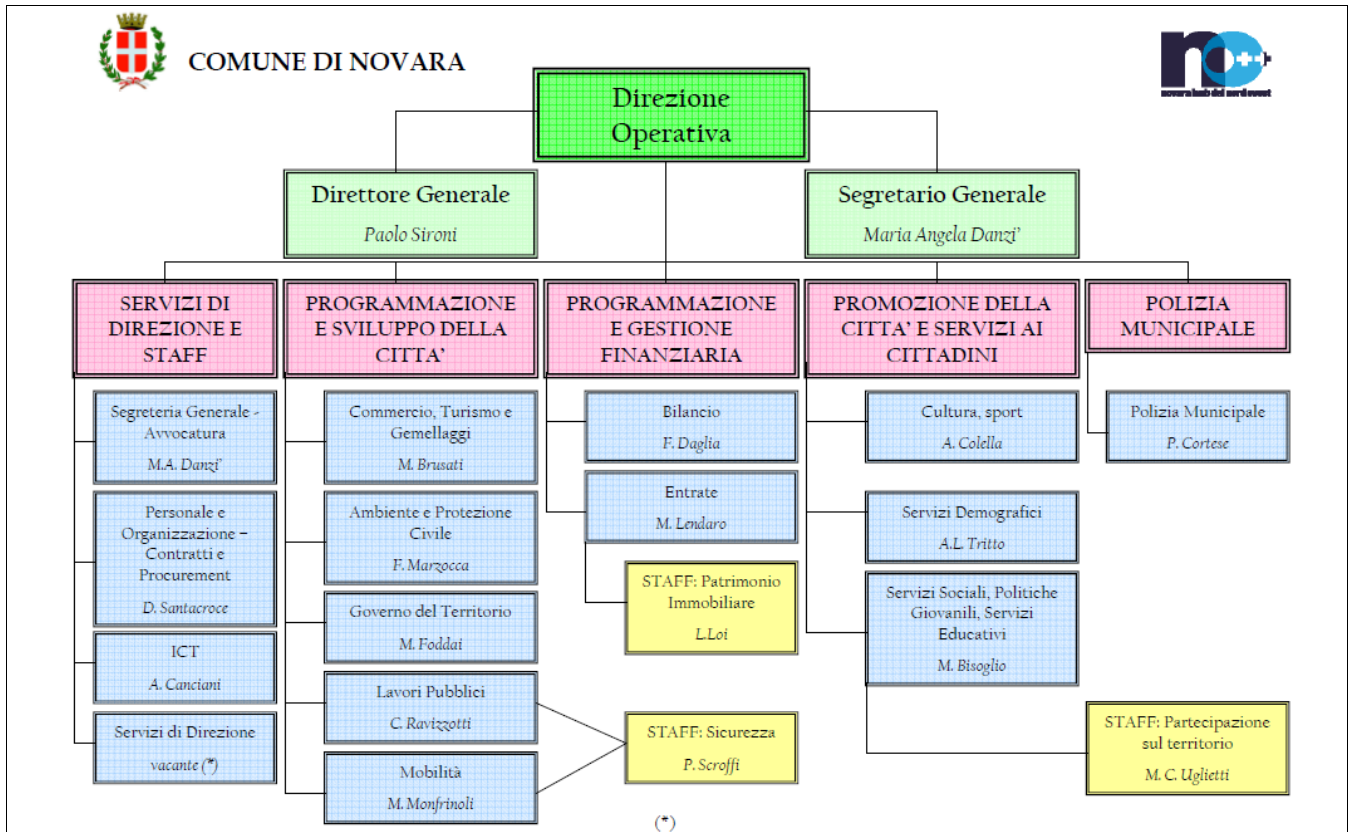 COMUNE DI NOVARA
novara hub del nord ovest
Direzione
Operativa
Direttore Generale
Paolo Sironi
Segretario Generale
Maria Angela Danzi'
SERVIZI DI
DIREZIONE E
STAFF
PROGRAMMAZIONE
E SVILUPPO DELLA
CITTA'
PROGRAMMAZIONE
E GESTIONE
FINANZIARIA
PROMOZIONE DELLA
CITTA' E SERVIZI AI
CITTADINI
POLIZIA
MUNICIPALE
Segreteria Generale -
Avvocatura
M.A. Danzi'
Personale e
Organizzazione –
Contratti e
Procurement
D. Santacroce
ICT
A. Canciani
Servizi di Direzione
vacante (*)
Commercio, Turismo e
Gemellaggi
M. Brusati
Ambiente e Protezione
Civile
F. Marzocca
Governo del Territorio
M. Foddai
Lavori Pubblici
C. Ravizzotti
Mobilità
M. Monfrinoli
Bilancio
F. Daglia
Entrate
M. Lendaro
STAFF: Patrimonio
Immobiliare
L.Loi
STAFF: Sicurezza
P. Scroffi
Cultura, sport
A. Colella
Servizi Demografici
A.L. Tritto
Servizi Sociali, Politiche
Giovanili, Servizi
Educativi
M. Bisoglio
Polizia Municipale
P. Cortese
STAFF: Partecipazione
sul territorio
M. C. Uglietti
(*)